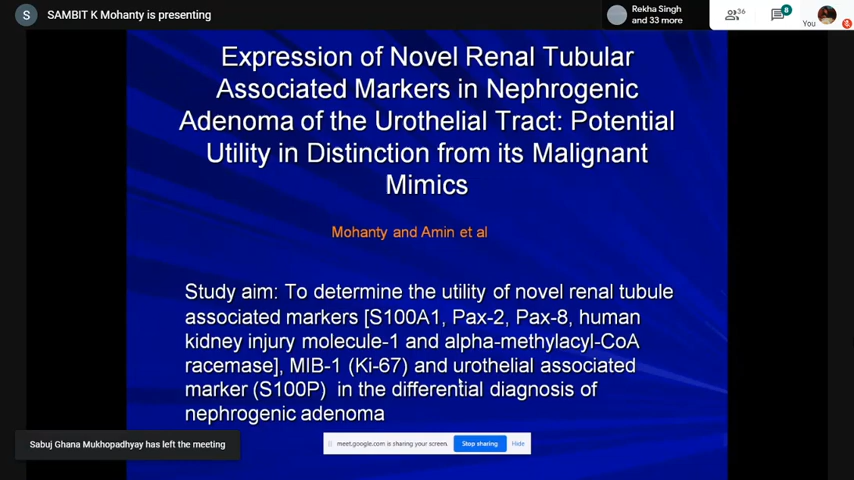 S SAMBIT K Mohanty is presenting
Rekha Singh
and 33 more
36
8
You
Expression of Novel Renal Tubular
Associated Markers in Nephrogenic
Adenoma of the Urothelial Tract: Potential
Utility in Distinction from its Malignant
Mimics
Mohanty and Amin et al
Study aim: To determine the utility of novel renal tubule
associated markers [S100A1, Pax-2, Pax-8, human
kidney injury molecule-1 and alpha-methylacyl-CoA
racemase], MIB-1 (Ki-67) and urothelial associated
marker (S100P) in the differential diagnosis of
nephrogenic adenoma
Sabuj Ghana Mukhopadhyay has left the meeting
meet.google.com is sharing your screen. Stop sharing Hide